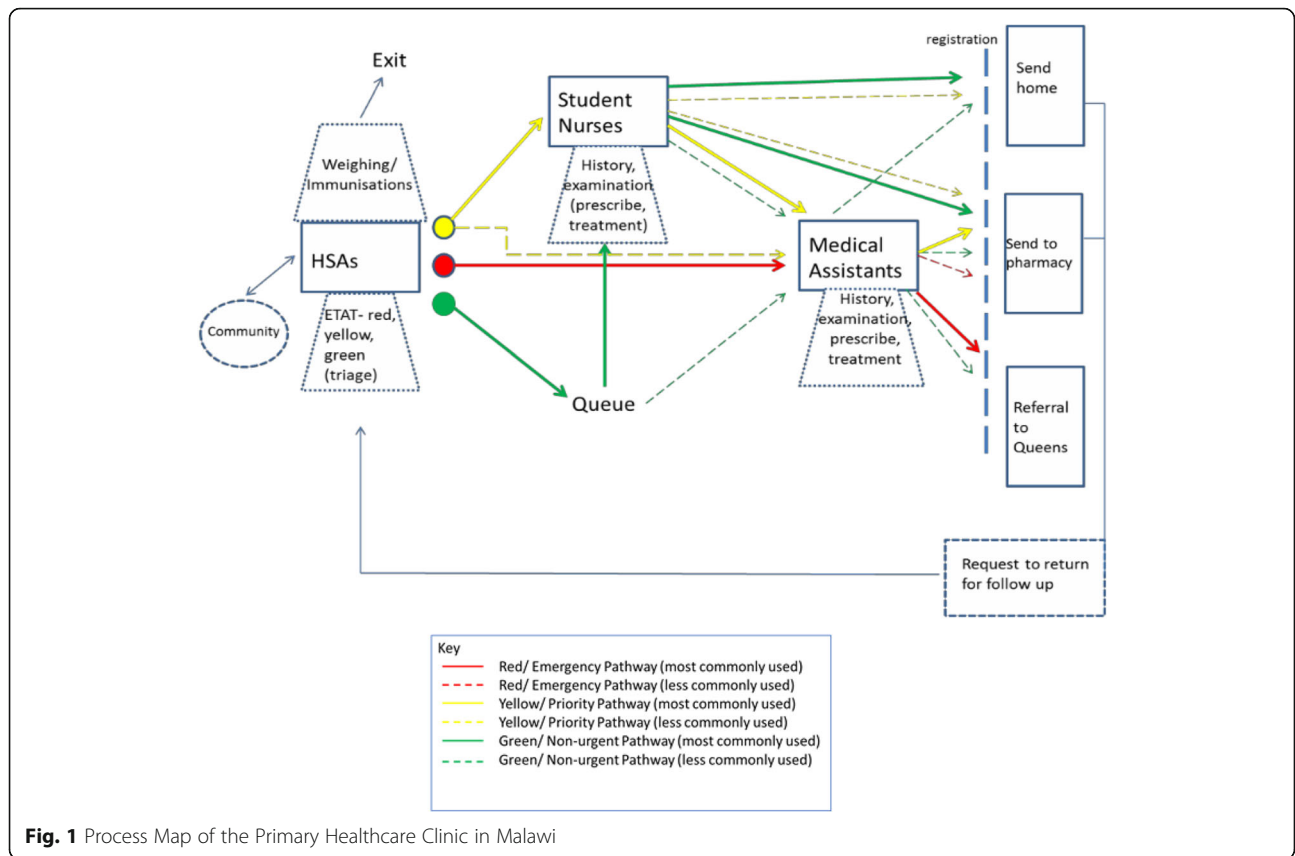 Exit
Weighing/
Immunisations
HSAs
ETAT- red,
yellow,
green
(triage)
Community
Student
Nurses
History,
examination
(prescribe,
treatment)
Queue
Medical
Assistants
History,
examination,
prescribe,
treatment
registration
Send
home
Send to
pharmacy
Referral
to
Queens
Request to return
for follow up
Key
Red/ Emergency Pathway (most commonly used)
Red/ Emergency Pathway (less commonly used)
Yellow/ Priority Pathway (most commonly used)
Yellow/ Priority Pathway (less commonly used)
Green/ Non-urgent Pathway (most commonly used)
Green/ Non-urgent Pathway (less commonly used)
Fig. 1 Process Map of the Primary Healthcare Clinic in Malawi